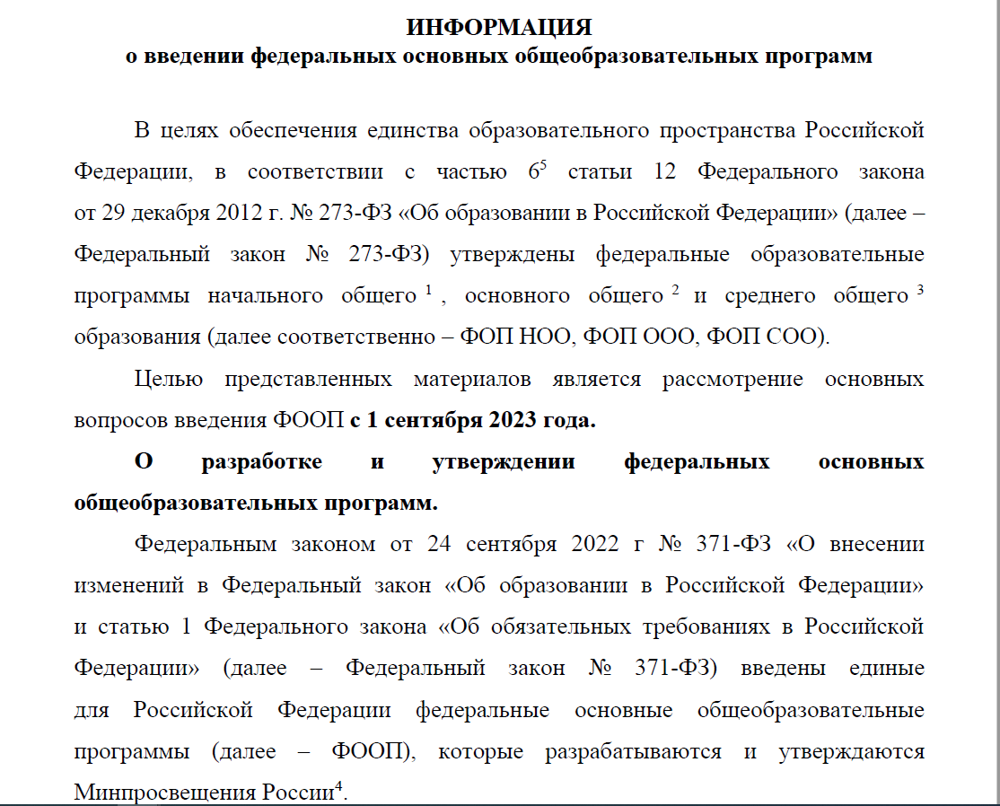 ИНФОРМАЦИЯ
о введении федеральных основных общеобразовательных программ
В целях обеспечения единства образовательного пространства Российской
Федерации, в соответствии с частью 6⁵ статьи 12 Федерального закона
от 29 декабря 2012 г. № 273-ФЗ «Об образовании в Российской Федерации» (далее –
Федеральный закон № 273-ФЗ) утверждены федеральные образовательные
программы начального общего ¹ , основного общего ² и среднего общего ³
образования (далее соответственно – ФОП НОО, ФОП ООО, ФОП СОО).
Целью представленных материалов является рассмотрение основных
вопросов введения ФООП с 1 сентября 2023 года.
О разработке и утверждении федеральных основных
общеобразовательных программ.
Федеральным законом от 24 сентября 2022 г № 371-ФЗ «О внесении
изменений в Федеральный закон «Об образовании в Российской Федерации»
и статью 1 Федерального закона «Об обязательных требованиях в Российской
Федерации» (далее – Федеральный закон № 371-ФЗ) введены единые
для Российской Федерации федеральные основные общеобразовательные
программы (далее – ФООП), которые разрабатываются и утверждаются
Минпросвещения России⁴.